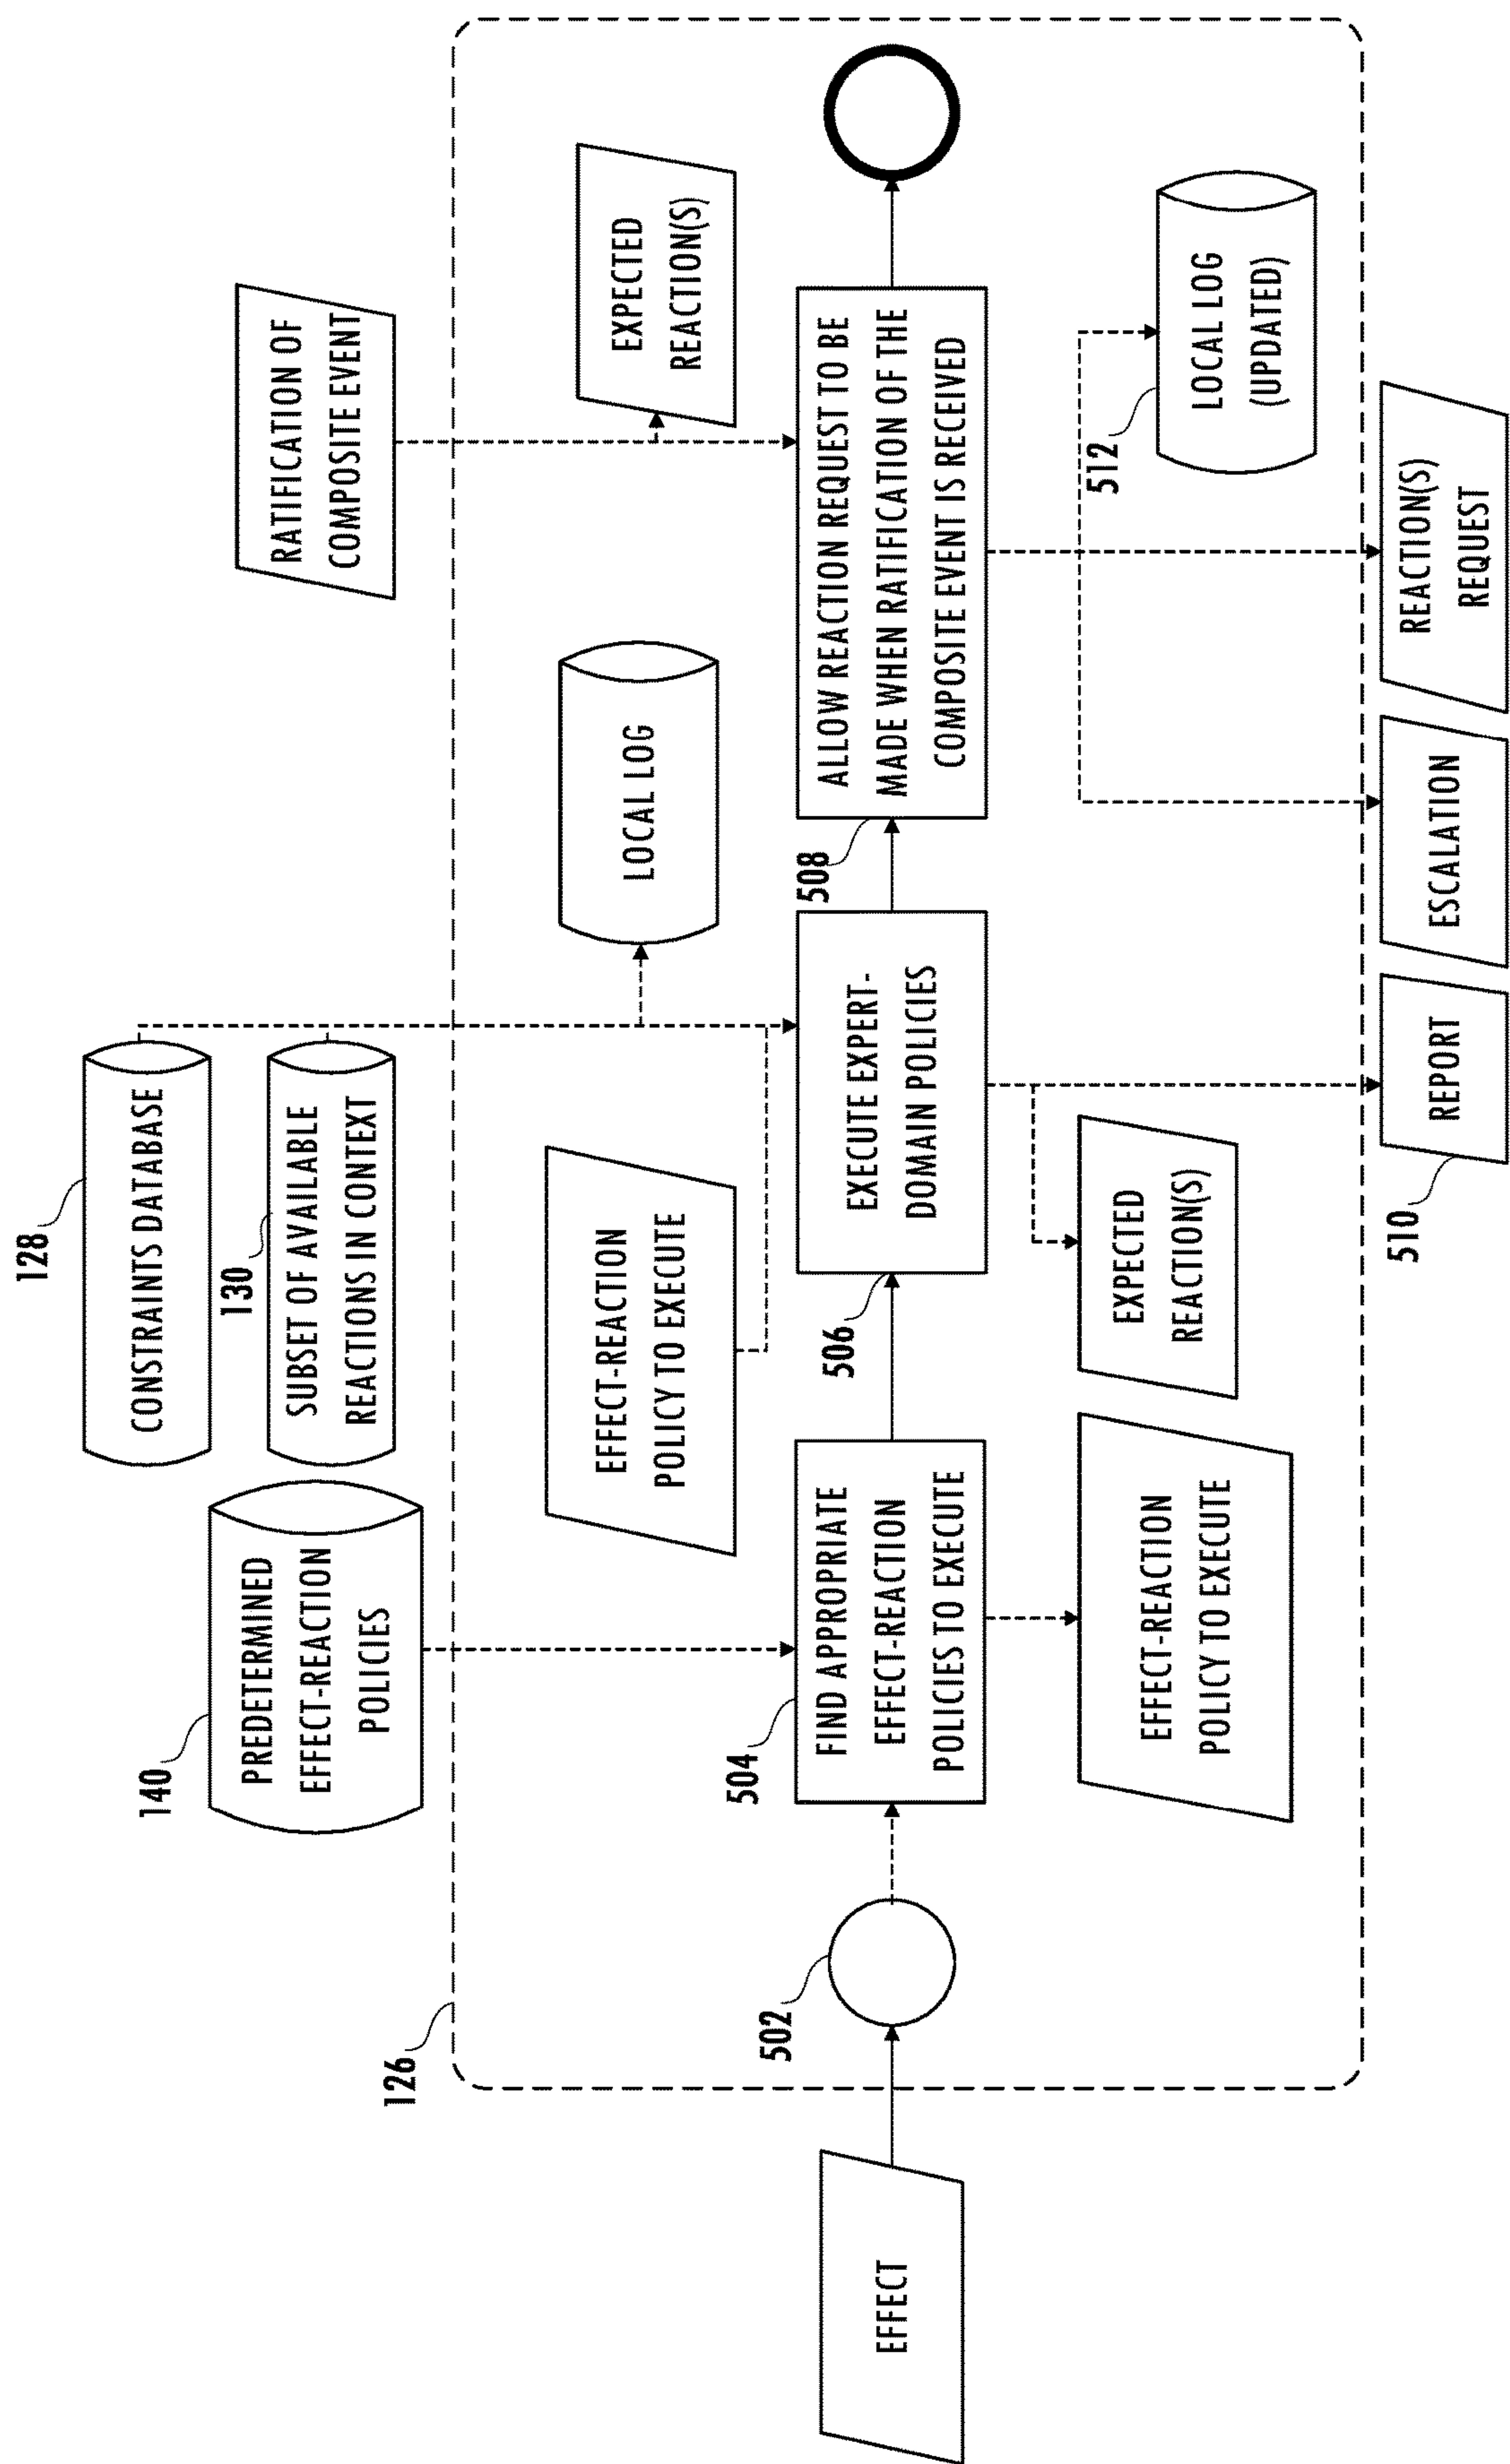 128
CONSTRAINTS DATABASE
130
SUBSET OF AVAILABLE
REACTIONS IN CONTEXT
140
PREDETERMINED
EFFECT-REACTION
POLICIES
RATIFICATION OF
COMPOSITE EVENT
126
EFFECT-REACTION
POLICY TO EXECUTE
LOCAL LOG
EXPECTED
REACTION(S)
EFFECT
502
504
FIND APPROPRIATE
EFFECT-REACTION
POLICIES TO EXECUTE
506
EXECUTE EXPERT-
DOMAIN POLICIES
508
ALLOW REACTION REQUEST TO BE
MADE WHEN RATIFICATION OF THE
COMPOSITE EVENT IS RECEIVED
EFFECT-REACTION
POLICY TO EXECUTE
EXPECTED
REACTION(S)
512
LOCAL LOG
(UPDATED)
510
REPORT
ESCALATION
REACTION(S)
REQUEST